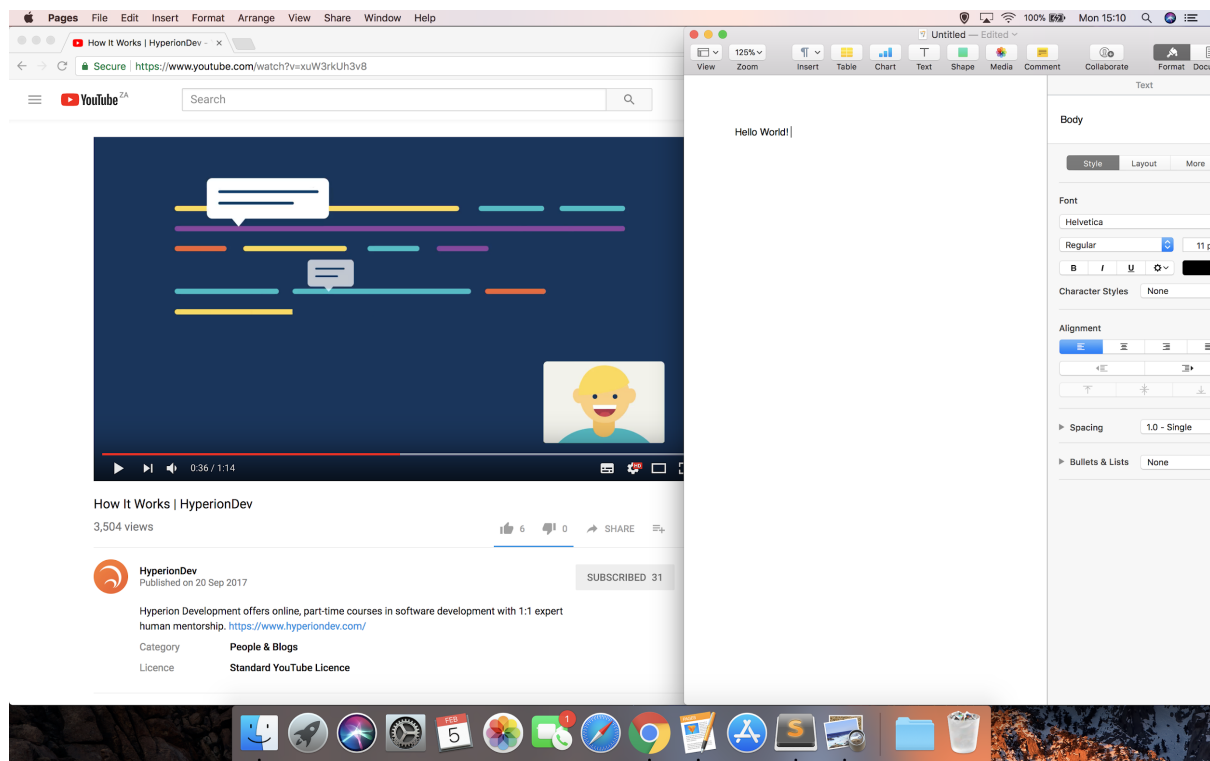 Pages File Edit Insert Format Arrange View Share Window Help
100% Mon 15:10
How It Works | HyperionDev -
Secure https://www.youtube.com/watch?v=xuW3rkUh3v8
YouTube ZA
Search
0:36 / 1:14
HD
How It Works | HyperionDev
3,504 views
6 0 SHARE
HyperionDev
Published on 20 Sep 2017
SUBSCRIBED 31
Hyperion Development offers online, part-time courses in software development with 1:1 expert
human mentorship. https://www.hyperiondev.com/
Category People & Blogs
Licence Standard YouTube Licence
Untitled — Edited
125%
View Zoom Insert Table Chart Text Shape Media Comment Collaborate Format Docu
Hello World!
Text
Body
Style Layout More
Font
Helvetica
Regular 11 p
B I U
Character Styles None
Alignment
Spacing 1.0 - Single
Bullets & Lists None
FEB
5
1